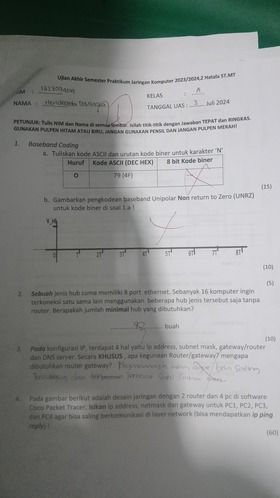 Ujian Akhir Semester Praktikum Jaringan Komputer 2023/2024,2 Hatala ST.MT
KELAS : A
NAMA :
TANGGAL UAS : 3 Juli 2024
PETUNJUK: Tulis NIM dan Nama di semua lembar. Isilah titik-titik dengan Jawaban TEPAT dan RINGKAS.
GUNAKAN PULPEN HITAM ATAU BIRU, JANGAN GUNAKAN PENSIL DAN JANGAN PULPEN MERAH!
1. Baseband Coding
a. Tuliskan kode ASCII dan urutan kode biner untuk karakter 'N'
Huruf Kode ASCII (DEC HEX) 8 bit Kode biner
O 79 (4F)
(15)
b. Gambarkan pengkodean baseband Unipolar Non return to Zero (UNRZ)
untuk kode biner di soal 1.a !
0 1T 2T 3T 4T 5T 6T 7T 8T
(10)
(5)
2. Sebuah jenis hub cuma memiliki 8 port ethernet. Sebanyak 16 komputer ingin
terkoneksi satu sama lain menggunakan beberapa hub jenis tersebut saja tanpa
router. Berapakah jumlah minimal hub yang dibutuhkan?
buah
(10)
3. Pada konfigurasi IP, terdapat 4 hal yaitu ip address, subnet mask, gateway/router
dan DNS server. Secara KHUSUS , apa kegunaan Router/gateway? mengapa
dibutuhkan router gateway?
4. Pada gambar berikut adalah desain jaringan dengan 2 router dan 4 pc di software
Cisco Packet Tracer. Isikan ip address, netmask dan gateway untuk PC1, PC2, PC3,
dan PC4 agar bisa saling berkomunikasi di layer network (bisa mendapatkan ip ping
reply) !
(60)